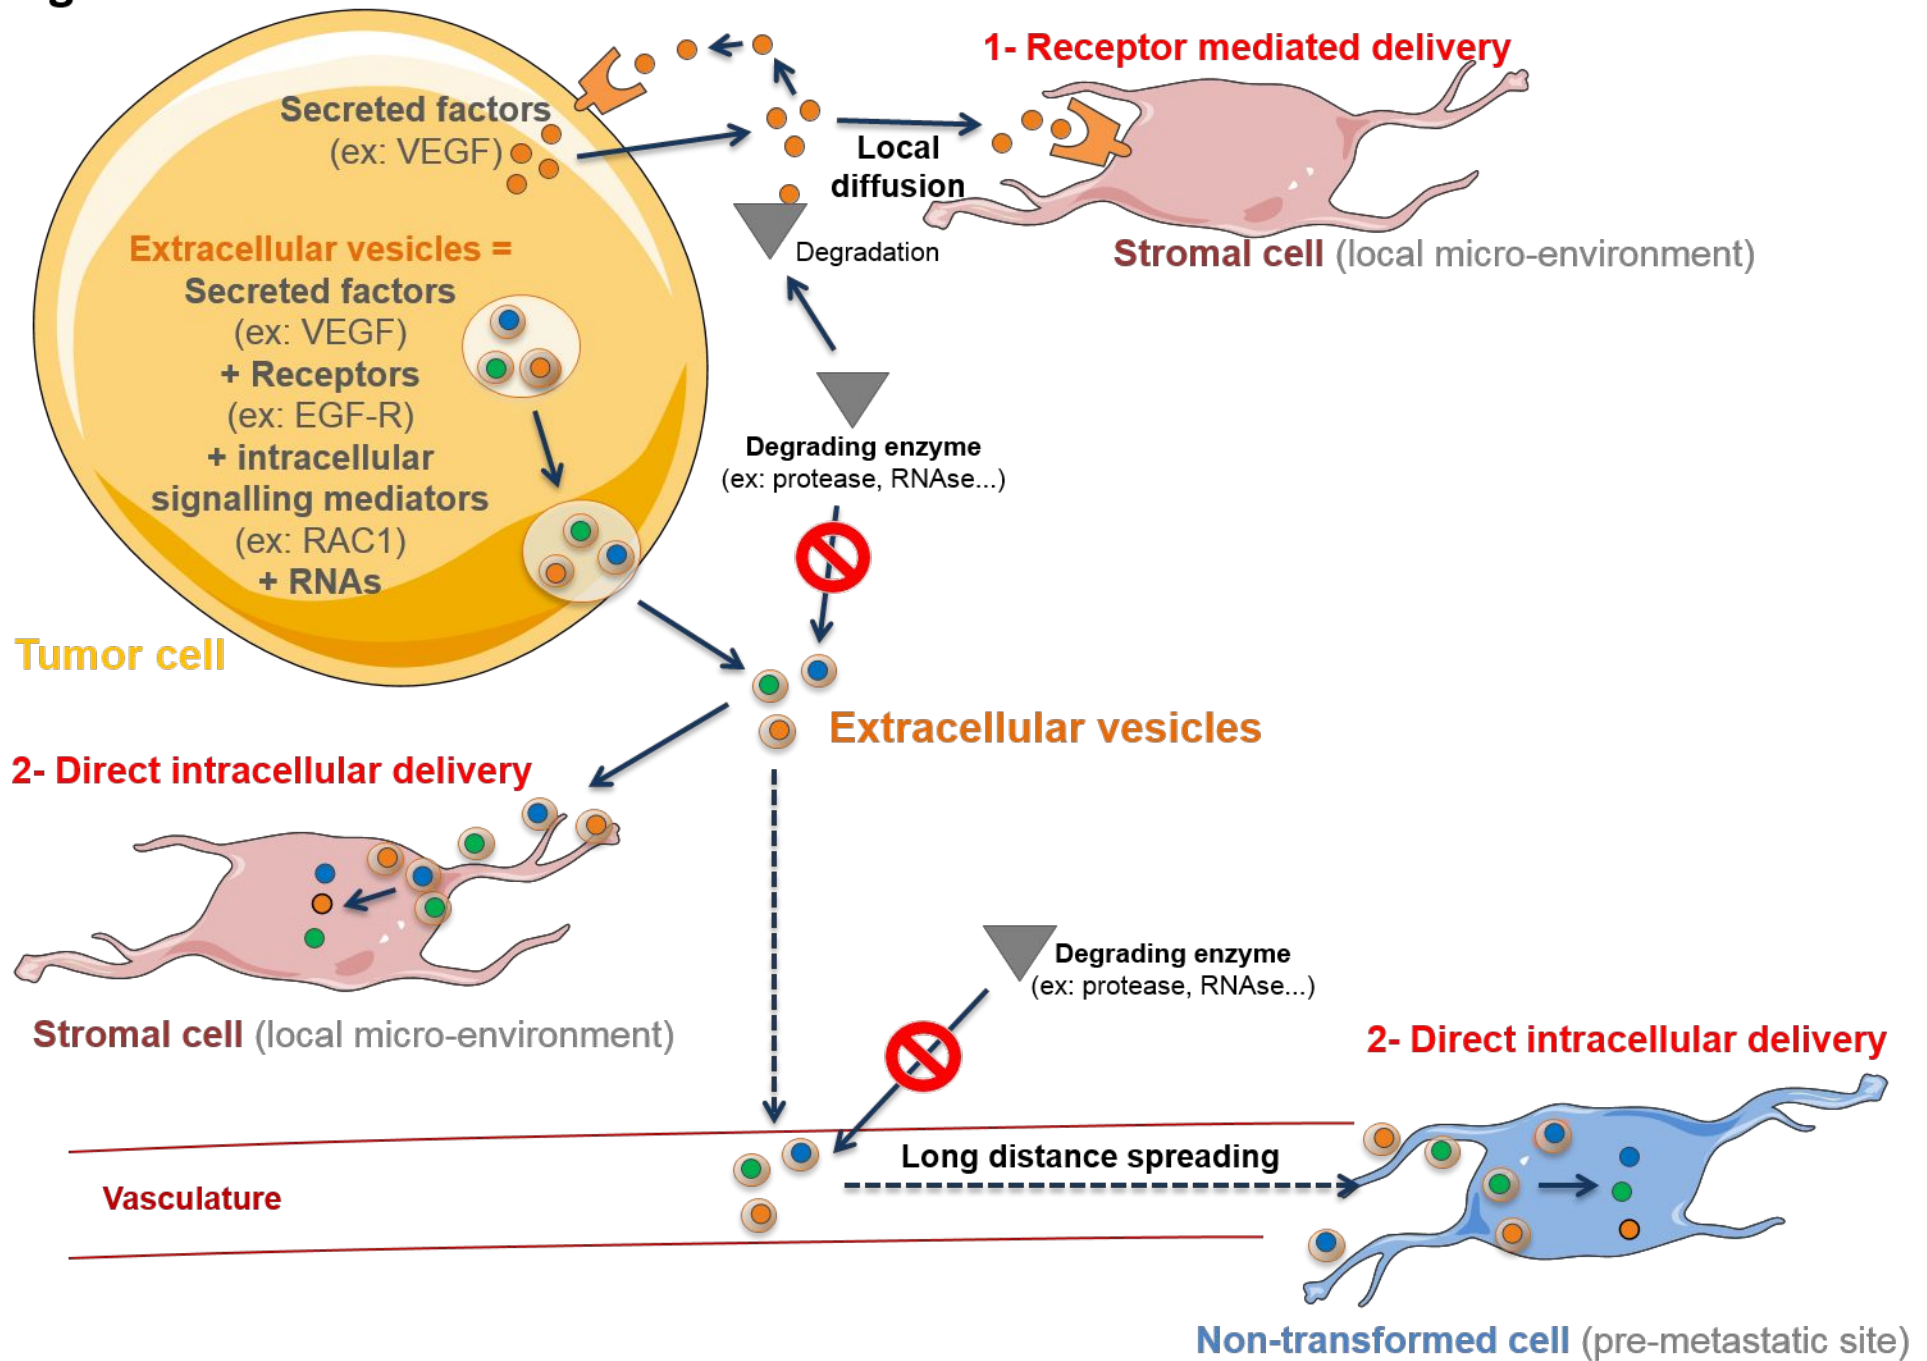 1- Receptor mediated delivery
Secreted factors
(ex: VEGF)
Local
diffusion
Degradation
Stromal cell (local micro-environment)
Extracellular vesicles =
Secreted factors
(ex: VEGF)
+ Receptors
(ex: EGF-R)
+ intracellular
signalling mediators
(ex: RAC1)
+ RNAs
Degrading enzyme
(ex: protease, RNAse...)
Tumor cell
Extracellular vesicles
2- Direct intracellular delivery
Stromal cell (local micro-environment)
Degrading enzyme
(ex: protease, RNAse...)
2- Direct intracellular delivery
Long distance spreading
Vasculature
Non-transformed cell (pre-metastatic site)